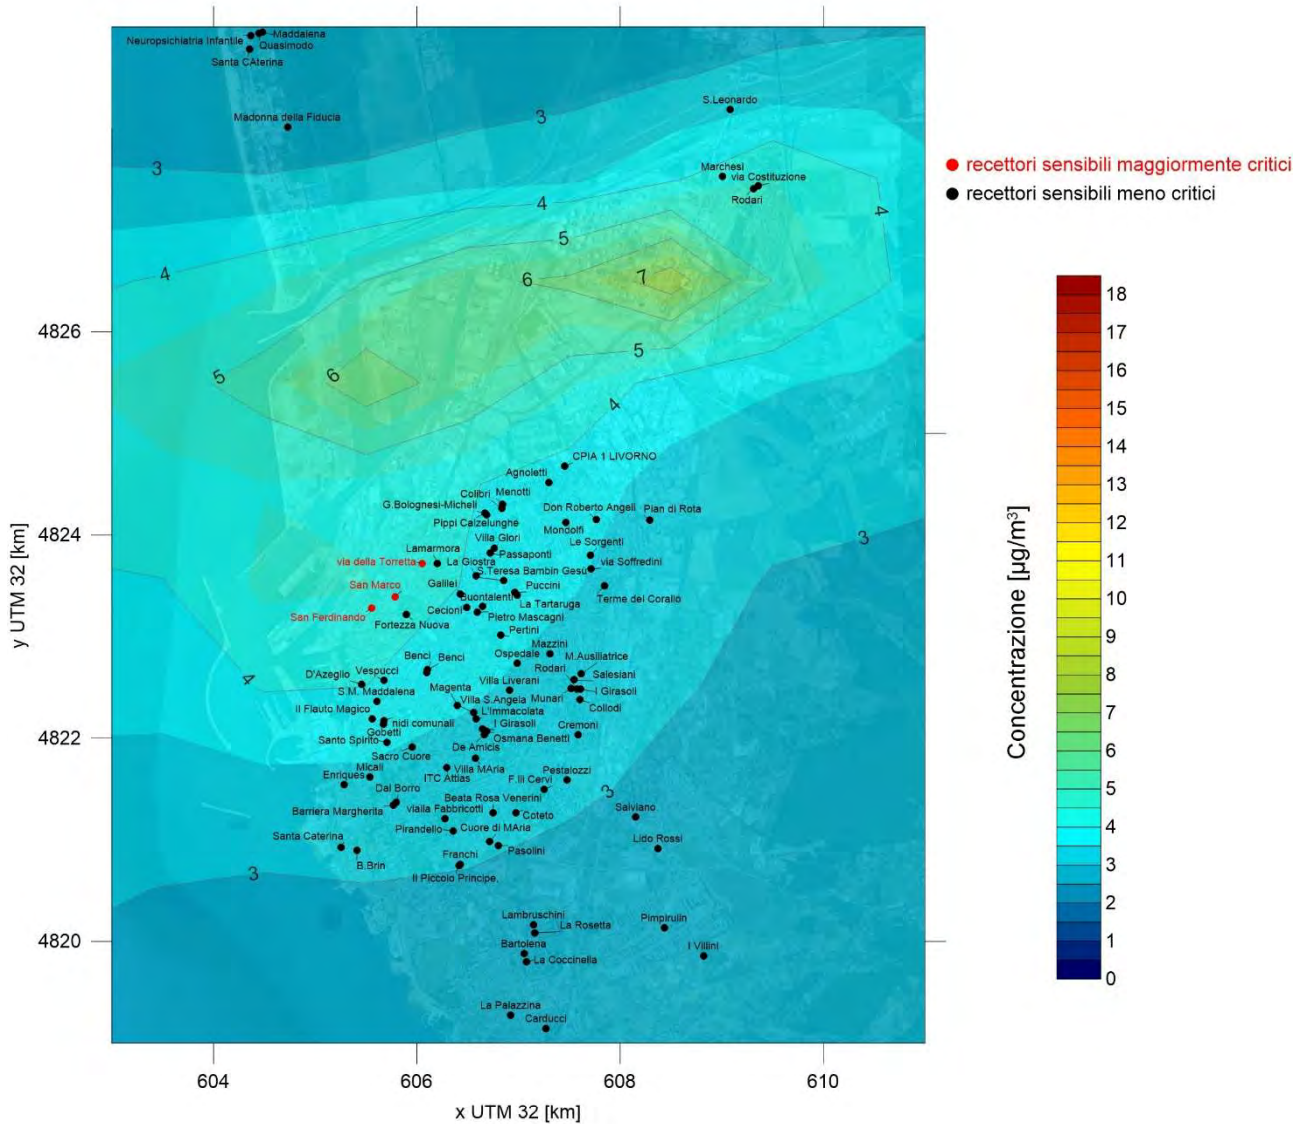 604
606
608
610
Neuropsichiatria Infantile
Maddalena
Quasimodo
Santa CAterina
Madonna della Fiducia
S.Leonardo
3
3
Marchesi
via Costituzione
Rodari
recettori sensibili maggiormente critici
recettori sensibili meno critici
4
4
4
5
6
7
4826
5
6
5
4
CPIA 1 LIVORNO
Agnoletti
Colibrì
Menotti
G.Bolognesi-Micheli
Pippi Calzelunghe
Don Roberto Angeli
Pian di Rota
Mondolfi
4824
3
Villa Glori
Le Sorgenti
Lamarmora
Passaponti
via della Torretta
La Giostra
via Soffredini
S.Teresa Bambin Gesù
San Marco
Galilei
Puccini
Terme del Corallo
Buontalenti
La Tartaruga
San Ferdinando
Cecioni
Fortezza Nuova
Pietro Mascagni
Pertini
Mazzini
Benci
Benci
Ospedale
M.Ausiliatrice
Rodari
D'Azeglio
Vespucci
4
Villa Liverani
Salesiani
S.M. Maddalena
Magenta
I Girasoli
Villa S.Angela
Munari
Il Flauto Magico
L'Immacolata
Collodi
nidi comunali
I Girasoli
Cremoni
Gobetti
4822
Santo Spirito
Osmana Benetti
De Amicis
Sacro Cuore
Micali
Villa MAria
Enriques
ITC Attias
F.lli Cervi
Pestalozzi
Dal Borro
3
Beata Rosa Venerini
Salviano
Barriera Margherita
vialla Fabbricotti
Coteto
Pirandello
Cuore di MAria
Santa Caterina
Lido Rossi
Pasolini
B.Brin
Franchi
3
Il Piccolo Principe.
Lambruschini
La Rosetta
Pimpirulin
4820
Bartolena
I Villini
La Coccinella
La Palazzina
Carducci
y UTM 32 [km]
x UTM 32 [km]
Concentrazione [µg/m³]
18
17
16
15
14
13
12
11
10
9
8
7
6
5
4
3
2
1
0